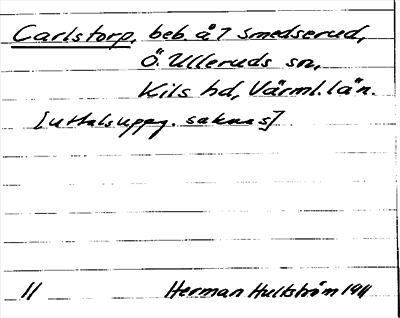 Carlstorp, beb. å 7 Smedserud,
Ö. Ulleruds sn,
Kils hd, Värml. län.
[uttalsuppg. saknas]
11 Herman Hultström 1911